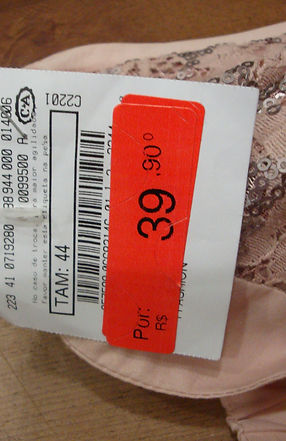 C&A
C2201
223 41 0719280 38944 000 014006
0099500 A
No caso de troca, para maior agilidade
favor manter esta etiqueta na peça
TAM: 44
Por:
R$ 39,90
FASHION